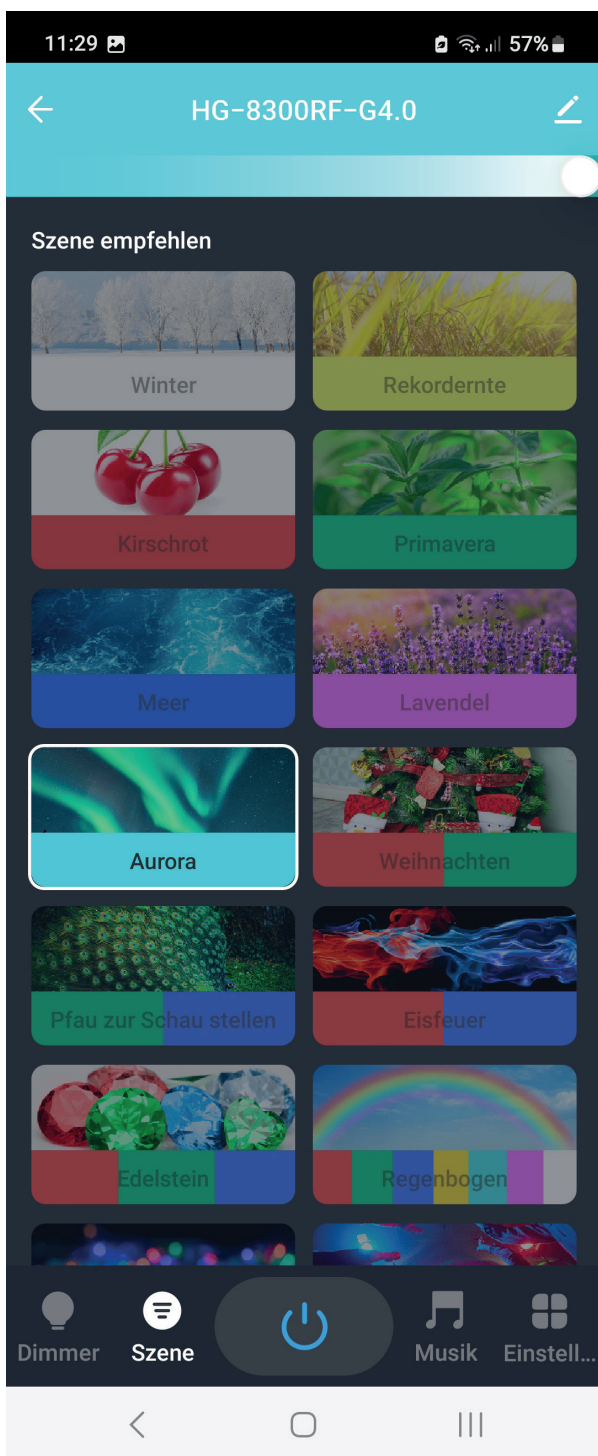 11:29
57%
HG-8300RF-G4.0
Szene empfehlen
Winter
Rekordernte
Kirschrot
Primavera
Meer
Lavendel
Aurora
Weihnachten
Pfau zur Schau stellen
Eisfeuer
Edelstein
Regenbogen
Dimmer
Szene
Musik
Einstell...